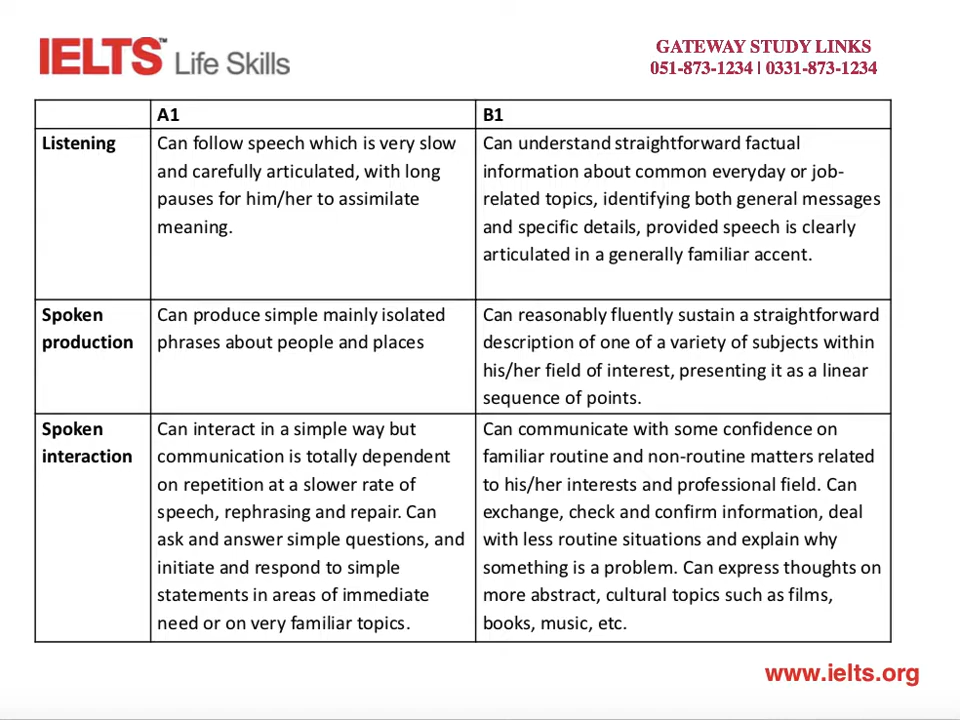 IELTS™ Life Skills
GATEWAY STUDY LINKS
051-873-1234 | 0331-873-1234
A1
B1
Listening
Can follow speech which is very slow
and carefully articulated, with long
pauses for him/her to assimilate
meaning.
Can understand straightforward factual
information about common everyday or job-
related topics, identifying both general messages
and specific details, provided speech is clearly
articulated in a generally familiar accent.
Spoken
production
Can produce simple mainly isolated
phrases about people and places
Can reasonably fluently sustain a straightforward
description of one of a variety of subjects within
his/her field of interest, presenting it as a linear
sequence of points.
Spoken
interaction
Can interact in a simple way but
communication is totally dependent
on repetition at a slower rate of
speech, rephrasing and repair. Can
ask and answer simple questions, and
initiate and respond to simple
statements in areas of immediate
need or on very familiar topics.
Can communicate with some confidence on
familiar routine and non-routine matters related
to his/her interests and professional field. Can
exchange, check and confirm information, deal
with less routine situations and explain why
something is a problem. Can express thoughts on
more abstract, cultural topics such as films,
books, music, etc.
www.ielts.org